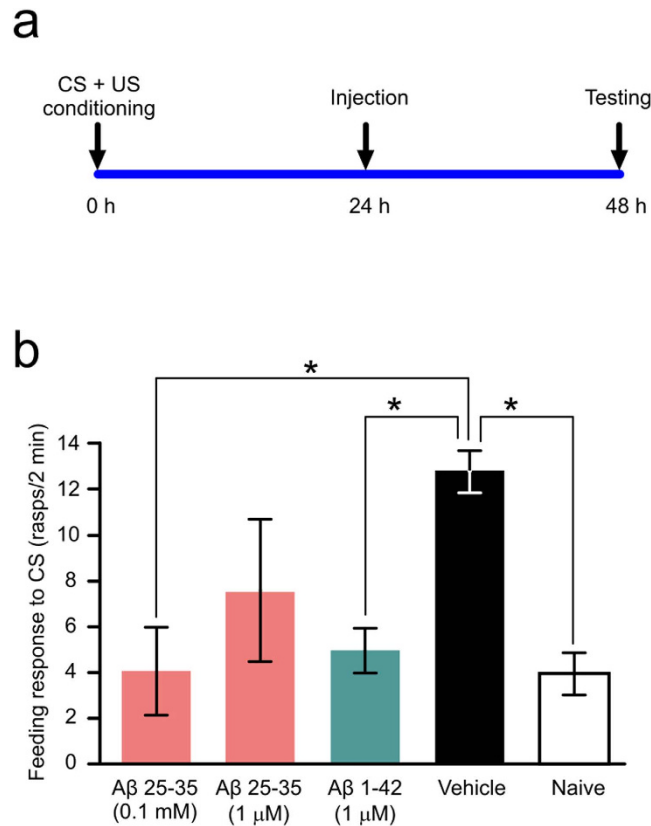 a
CS + US
conditioning
Injection
Testing
0 h
24 h
48 h
b
*
*
*
Feeding response to CS (rasps/2 min)
14
12
10
8
6
4
2
0
Aβ 25-35
(0.1 mM)
Aβ 25-35
(1 μM)
Aβ 1-42
(1 μM)
Vehicle
Naive